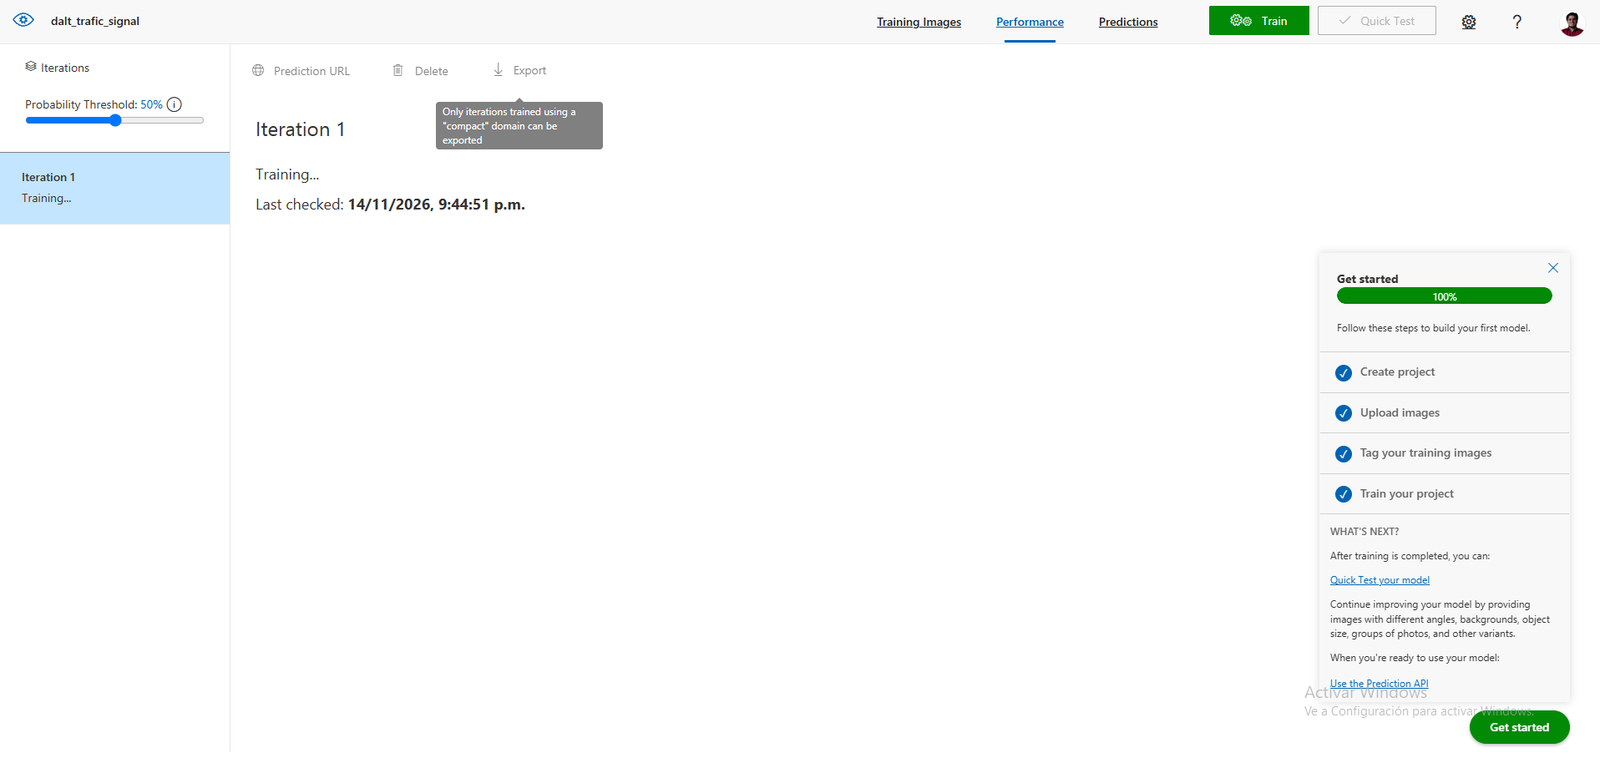 dalt_trafic_signal
Training Images
Performance
Predictions
Train
Quick Test
?
Iterations
Probability Threshold: 50%
Iteration 1
Training...
Prediction URL
Delete
Export
Only iterations trained using a
"compact" domain can be
exported
Iteration 1
Training...
Last checked: 14/11/2026, 9:44:51 p.m.
Get started
100%
Follow these steps to build your first model.
Create project
Upload images
Tag your training images
Train your project
WHAT'S NEXT?
After training is completed, you can:
Quick Test your model
Continue improving your model by providing
images with different angles, backgrounds, object
size, groups of photos, and other variants.
When you're ready to use your model:
Use the Prediction API
Activar Windows
Ve a Configuración para activar Windows.
Get started